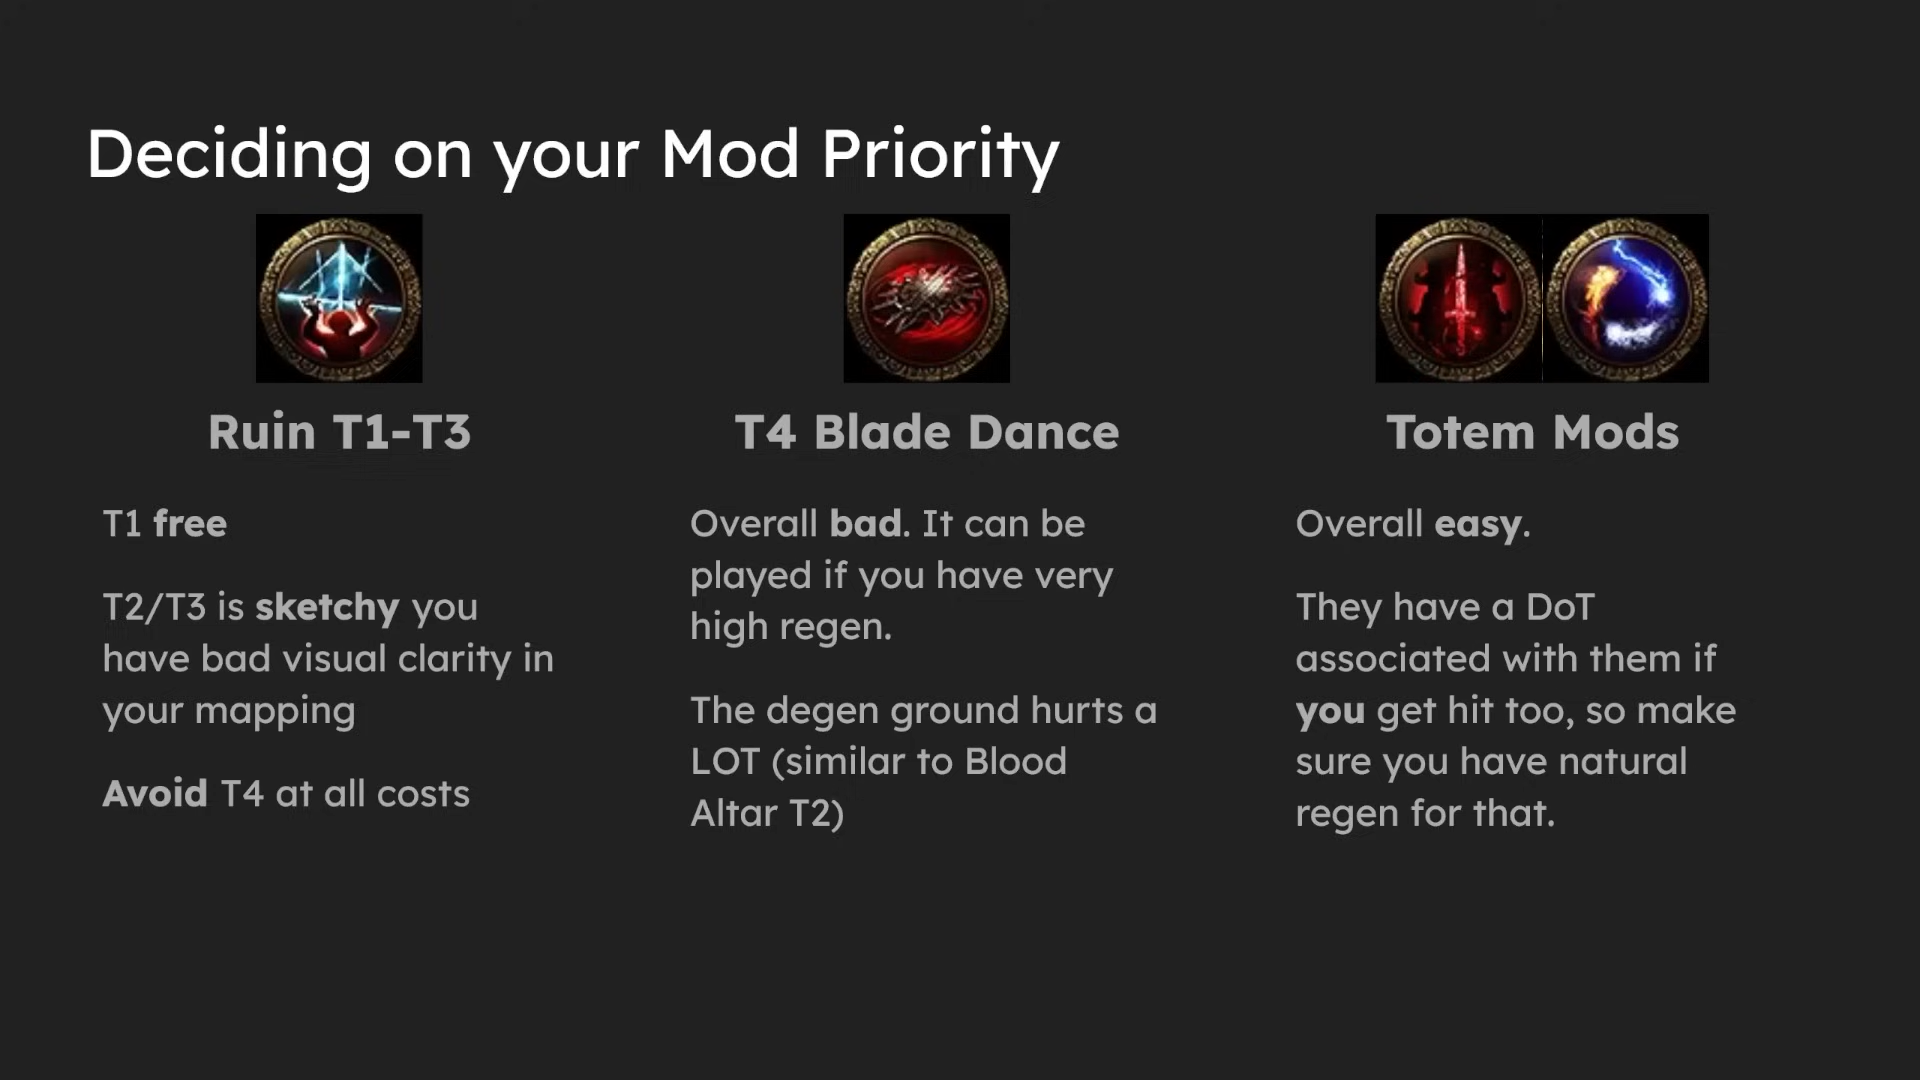 Deciding on your Mod Priority
Ruin T1-T3
T1 free
T2/T3 is sketchy you
have bad visual clarity in
your mapping
Avoid T4 at all costs
T4 Blade Dance
Overall bad. It can be
played if you have very
high regen.
The degen ground hurts a
LOT (similar to Blood
Altar T2)
Totem Mods
Overall easy.
They have a DoT
associated with them if
you get hit too, so make
sure you have natural
regen for that.